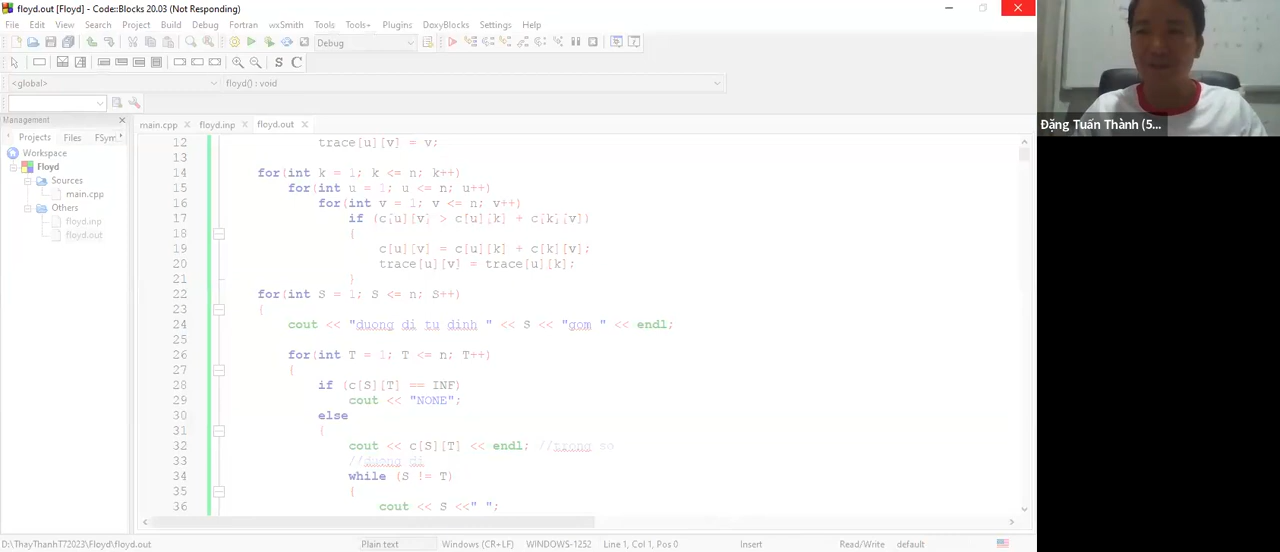 floyd.out [Floyd] - Code::Blocks 20.03 (Not Responding)
File Edit View Search Project Build Debug Fortran wxSmith Tools Tools+ Plugins DoxyBlocks Settings Help
Debug
S C
<global> floyd() : void
Management
Projects Files FSym
main.cpp floyd.inp floyd.out
Workspace
Floyd
Sources
main.cpp
Others
floyd.inp
floyd.out
12 trace[u][v] = v;
13
14 for(int k = 1; k <= n; k++)
15 for(int u = 1; u <= n; u++)
16 for(int v = 1; v <= n; v++)
17 if (c[u][v] > c[u][k] + c[k][v])
18 {
19 c[u][v] = c[u][k] + c[k][v];
20 trace[u][v] = trace[u][k];
21 }
22 for(int S = 1; S <= n; S++)
23 {
24 cout << "duong di tu dinh " << S << "gom " << endl;
25
26 for(int T = 1; T <= n; T++)
27 {
28 if (c[S][T] == INF)
29 cout << "NONE";
30 else
31 {
32 cout << c[S][T] << endl; //trong so
33 //duong di
34 while (S != T)
35 {
36 cout << S <<" ";
D:\ThayThanhT72023\Floyd\floyd.out Plain text Windows (CR+LF) WINDOWS-1252 Line 1, Col 1, Pos 0 Insert Read/Write default
Đặng Tuấn Thành (5...